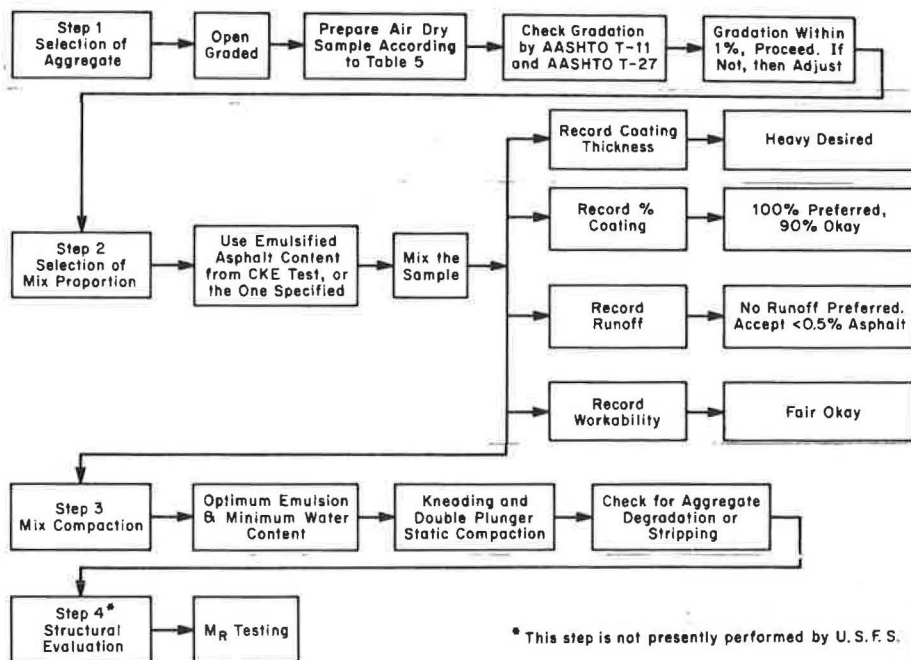 Step 1
Selection of
Aggregate
Open
Graded
Prepare Air Dry
Sample According
to Table 5
Check Gradation
by AASHTO T-11
and AASHTO T-27
Gradation Within
1%, Proceed. If
Not, then Adjust
Step 2
Selection of
Mix Proportion
Use Emulsified
Asphalt Content
from CKE Test, or
the One Specified
Mix the
Sample
Record Coating
Thickness
Heavy Desired
Record %
Coating
100% Preferred,
90% Okay
Record
Runoff
No Runoff Preferred.
Accept <0.5% Asphalt
Record
Workability
Fair Okay
Step 3
Mix Compaction
Optimum Emulsion
& Minimum Water
Content
Kneading and
Double Plunger
Static Compaction
Check for Aggregate
Degradation or
Stripping
Step 4*
Structural
Evaluation
MR Testing
* This step is not presently performed by U.S.F.S.